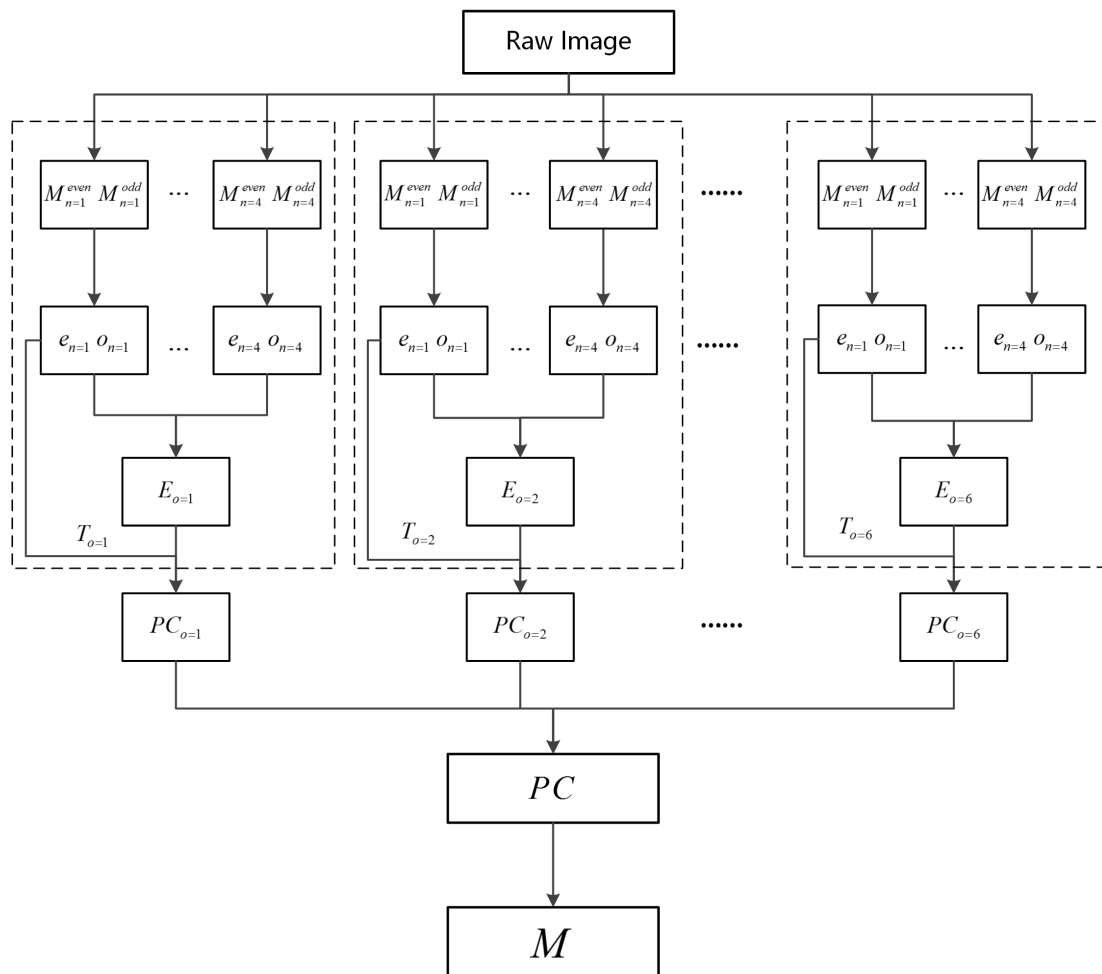 Raw Image
M_{n=1}^{even} M_{n=1}^{odd} ... M_{n=4}^{even} M_{n=4}^{odd} M_{n=1}^{even} M_{n=1}^{odd} ... M_{n=4}^{even} M_{n=4}^{odd} ...... M_{n=1}^{even} M_{n=1}^{odd} ... M_{n=4}^{even} M_{n=4}^{odd}
e_{n=1} o_{n=1} ... e_{n=4} o_{n=4} e_{n=1} o_{n=1} ... e_{n=4} o_{n=4} ...... e_{n=1} o_{n=1} ... e_{n=4} o_{n=4}
E_{o=1} E_{o=2} E_{o=6}
T_{o=1} T_{o=2} T_{o=6}
PC_{o=1} PC_{o=2} ...... PC_{o=6}
PC
M